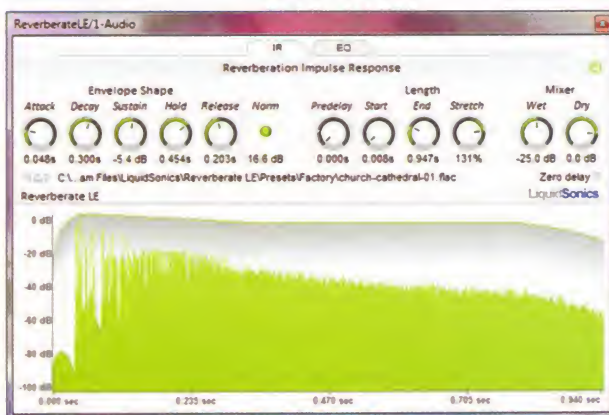 ReverberateLE/1-Audio
IR EQ
Reverberation Impulse Response
Envelope Shape Length Mixer
Attack Decay Sustain Hold Release Norm Predelay Start End Stretch Wet Dry
0.048s 0.300s -5.4 dB 0.454s 0.203s 16.6 dB 0.000s 0.008s 0.947s 131% -25.0 dB 0.0 dB
C:\...am Files\LiquidSonics\Reverberate LE\Presets\Factory\church-cathedral-01.flac Zero delay
Reverberate LE LiquidSonics
0 dB
-20 dB
-40 dB
-60 dB
-80 dB
-100 dB
0.000 sec 0.235 sec 0.470 sec 0.705 sec 0.940 sec